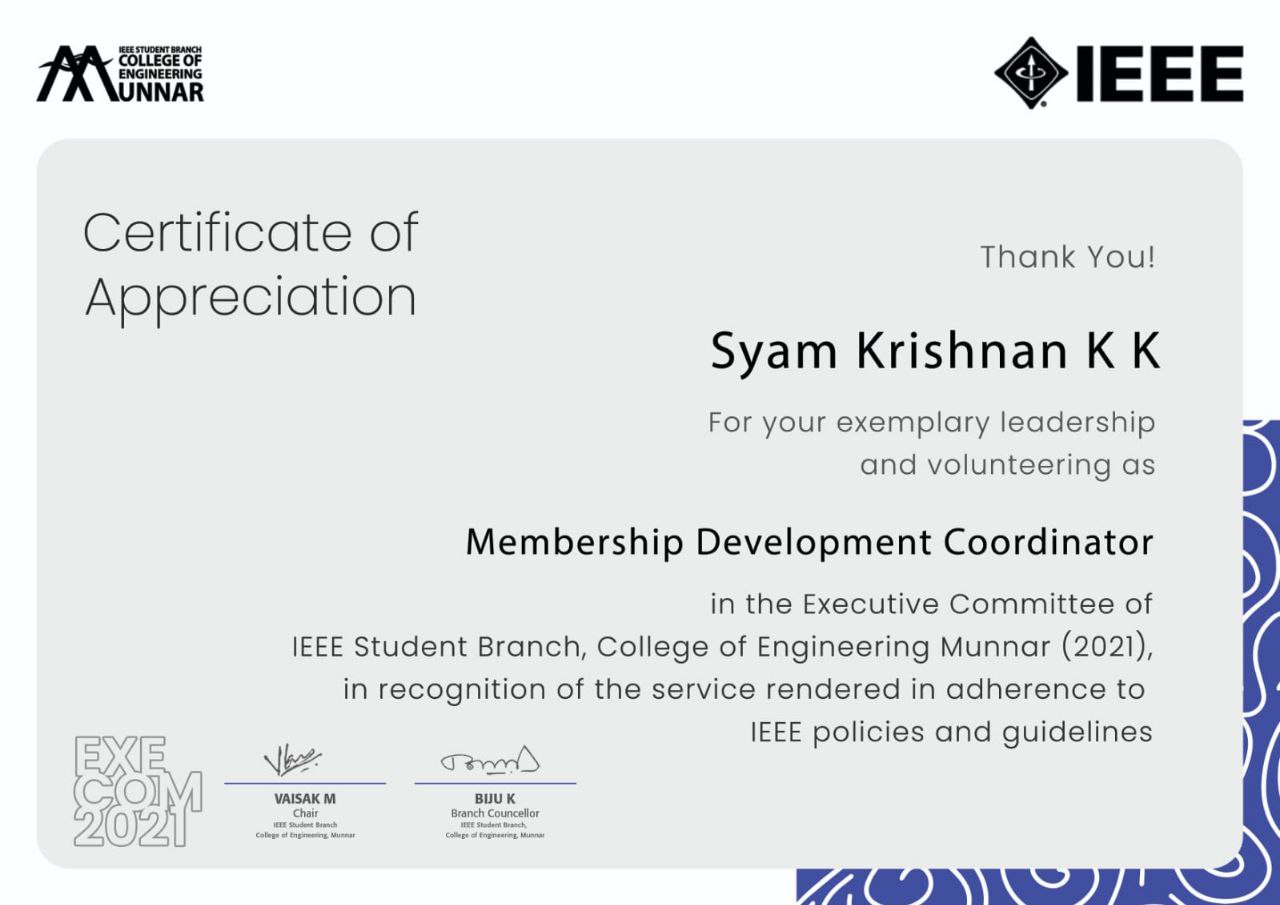 IEEE STUDENT BRANCH
COLLEGE OF
ENGINEERING
MUNNAR
IEEE
Certificate of
Appreciation
Thank You!
Syam Krishnan K K
For your exemplary leadership
and volunteering as
Membership Development Coordinator
in the Executive Committee of
IEEE Student Branch, College of Engineering Munnar (2021),
in recognition of the service rendered in adherence to
IEEE policies and guidelines
EXE
COM
2021
VAISAK M
Chair
IEEE Student Branch
College of Engineering, Munnar
BIJU K
Branch Councellor
IEEE Student Branch,
College of Engineering, Munnar